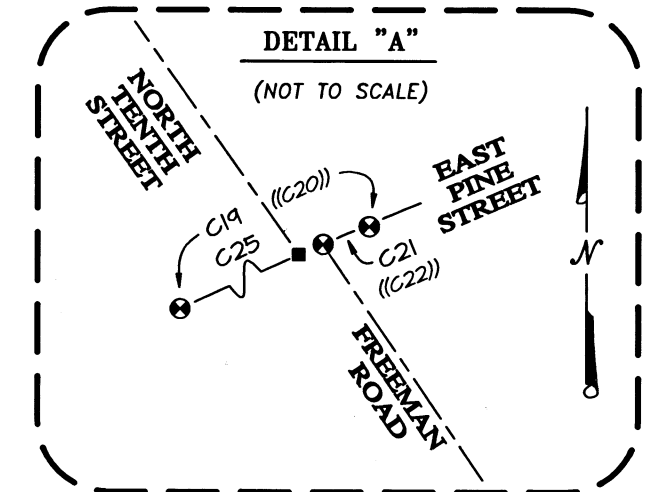 DETAIL "A"
(NOT TO SCALE)
NORTH
TENTH
STREET
((C20))
EAST
PINE
STREET
C19
C25
C21
((C22))
N
FREEMAN
ROAD